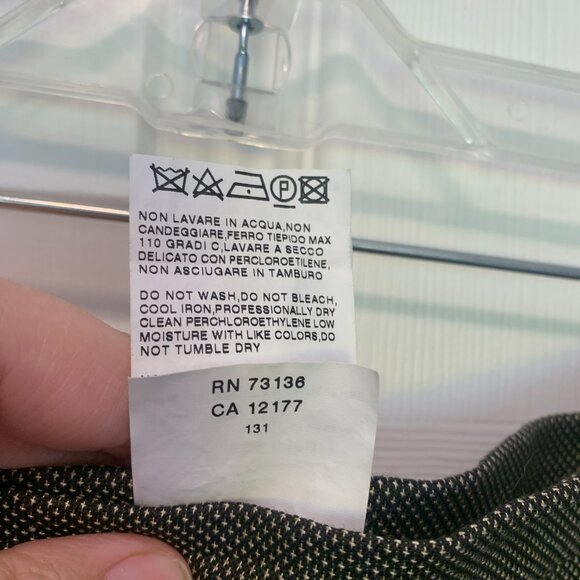 P
NON LAVARE IN ACQUA,NON
CANDEGGIARE,FERRO TIEPIDO MAX
110 GRADI C,LAVARE A SECCO
DELICATO CON PERCLOROETILENE,
NON ASCIUGARE IN TAMBURO
DO NOT WASH,DO NOT BLEACH,
COOL IRON,PROFESSIONALLY DRY
CLEAN PERCHLOROETHYLENE LOW
MOISTURE WITH LIKE COLORS,DO
NOT TUMBLE DRY
RN 73136
CA 12177
131